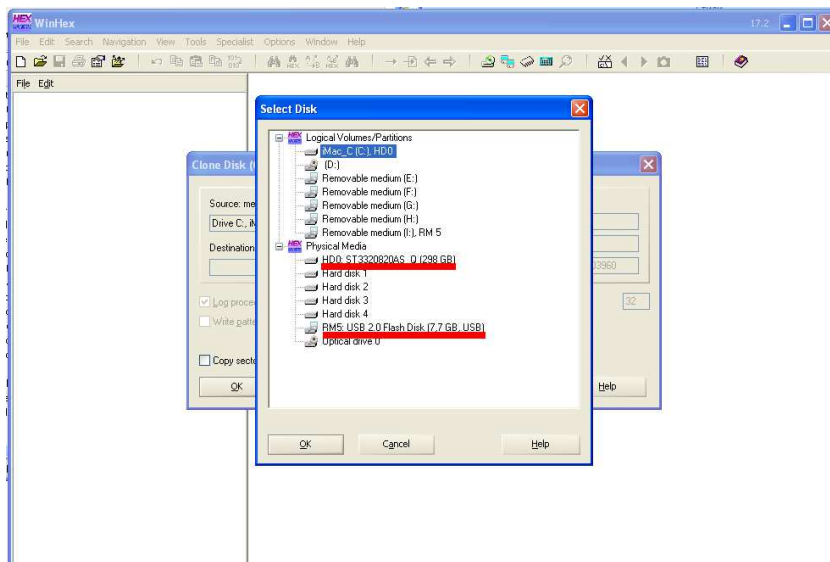 WinHex
17.2
File Edit Search Navigation View Tools Specialist Options Window Help
File Edit
Select Disk
Logical Volumes/Partitions
iMac_C (C:), HD0
(D:)
Removable medium (E:)
Removable medium (F:)
Removable medium (G:)
Removable medium (H:)
Removable medium (I:), RM 5
Physical Media
HD0: ST3320820AS_Q (298 GB)
Hard disk 1
Hard disk 2
Hard disk 3
Hard disk 4
RM5: USB 2.0 Flash Disk (7,7 GB, USB)
Optical drive 0
OK Cancel Help
Clone Disk (
Source: me
Drive C:, iM
Destination
3960
Log proce
32
Write patte
Copy secto
OK Help